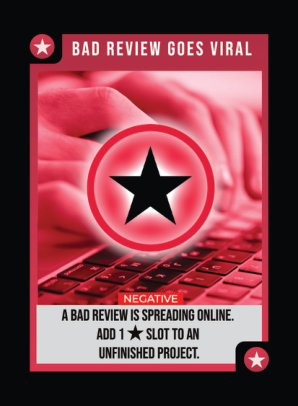 BAD REVIEW GOES VIRAL
NEGATIVE
A BAD REVIEW IS SPREADING ONLINE.
ADD 1 ★ SLOT TO AN
UNFINISHED PROJECT.